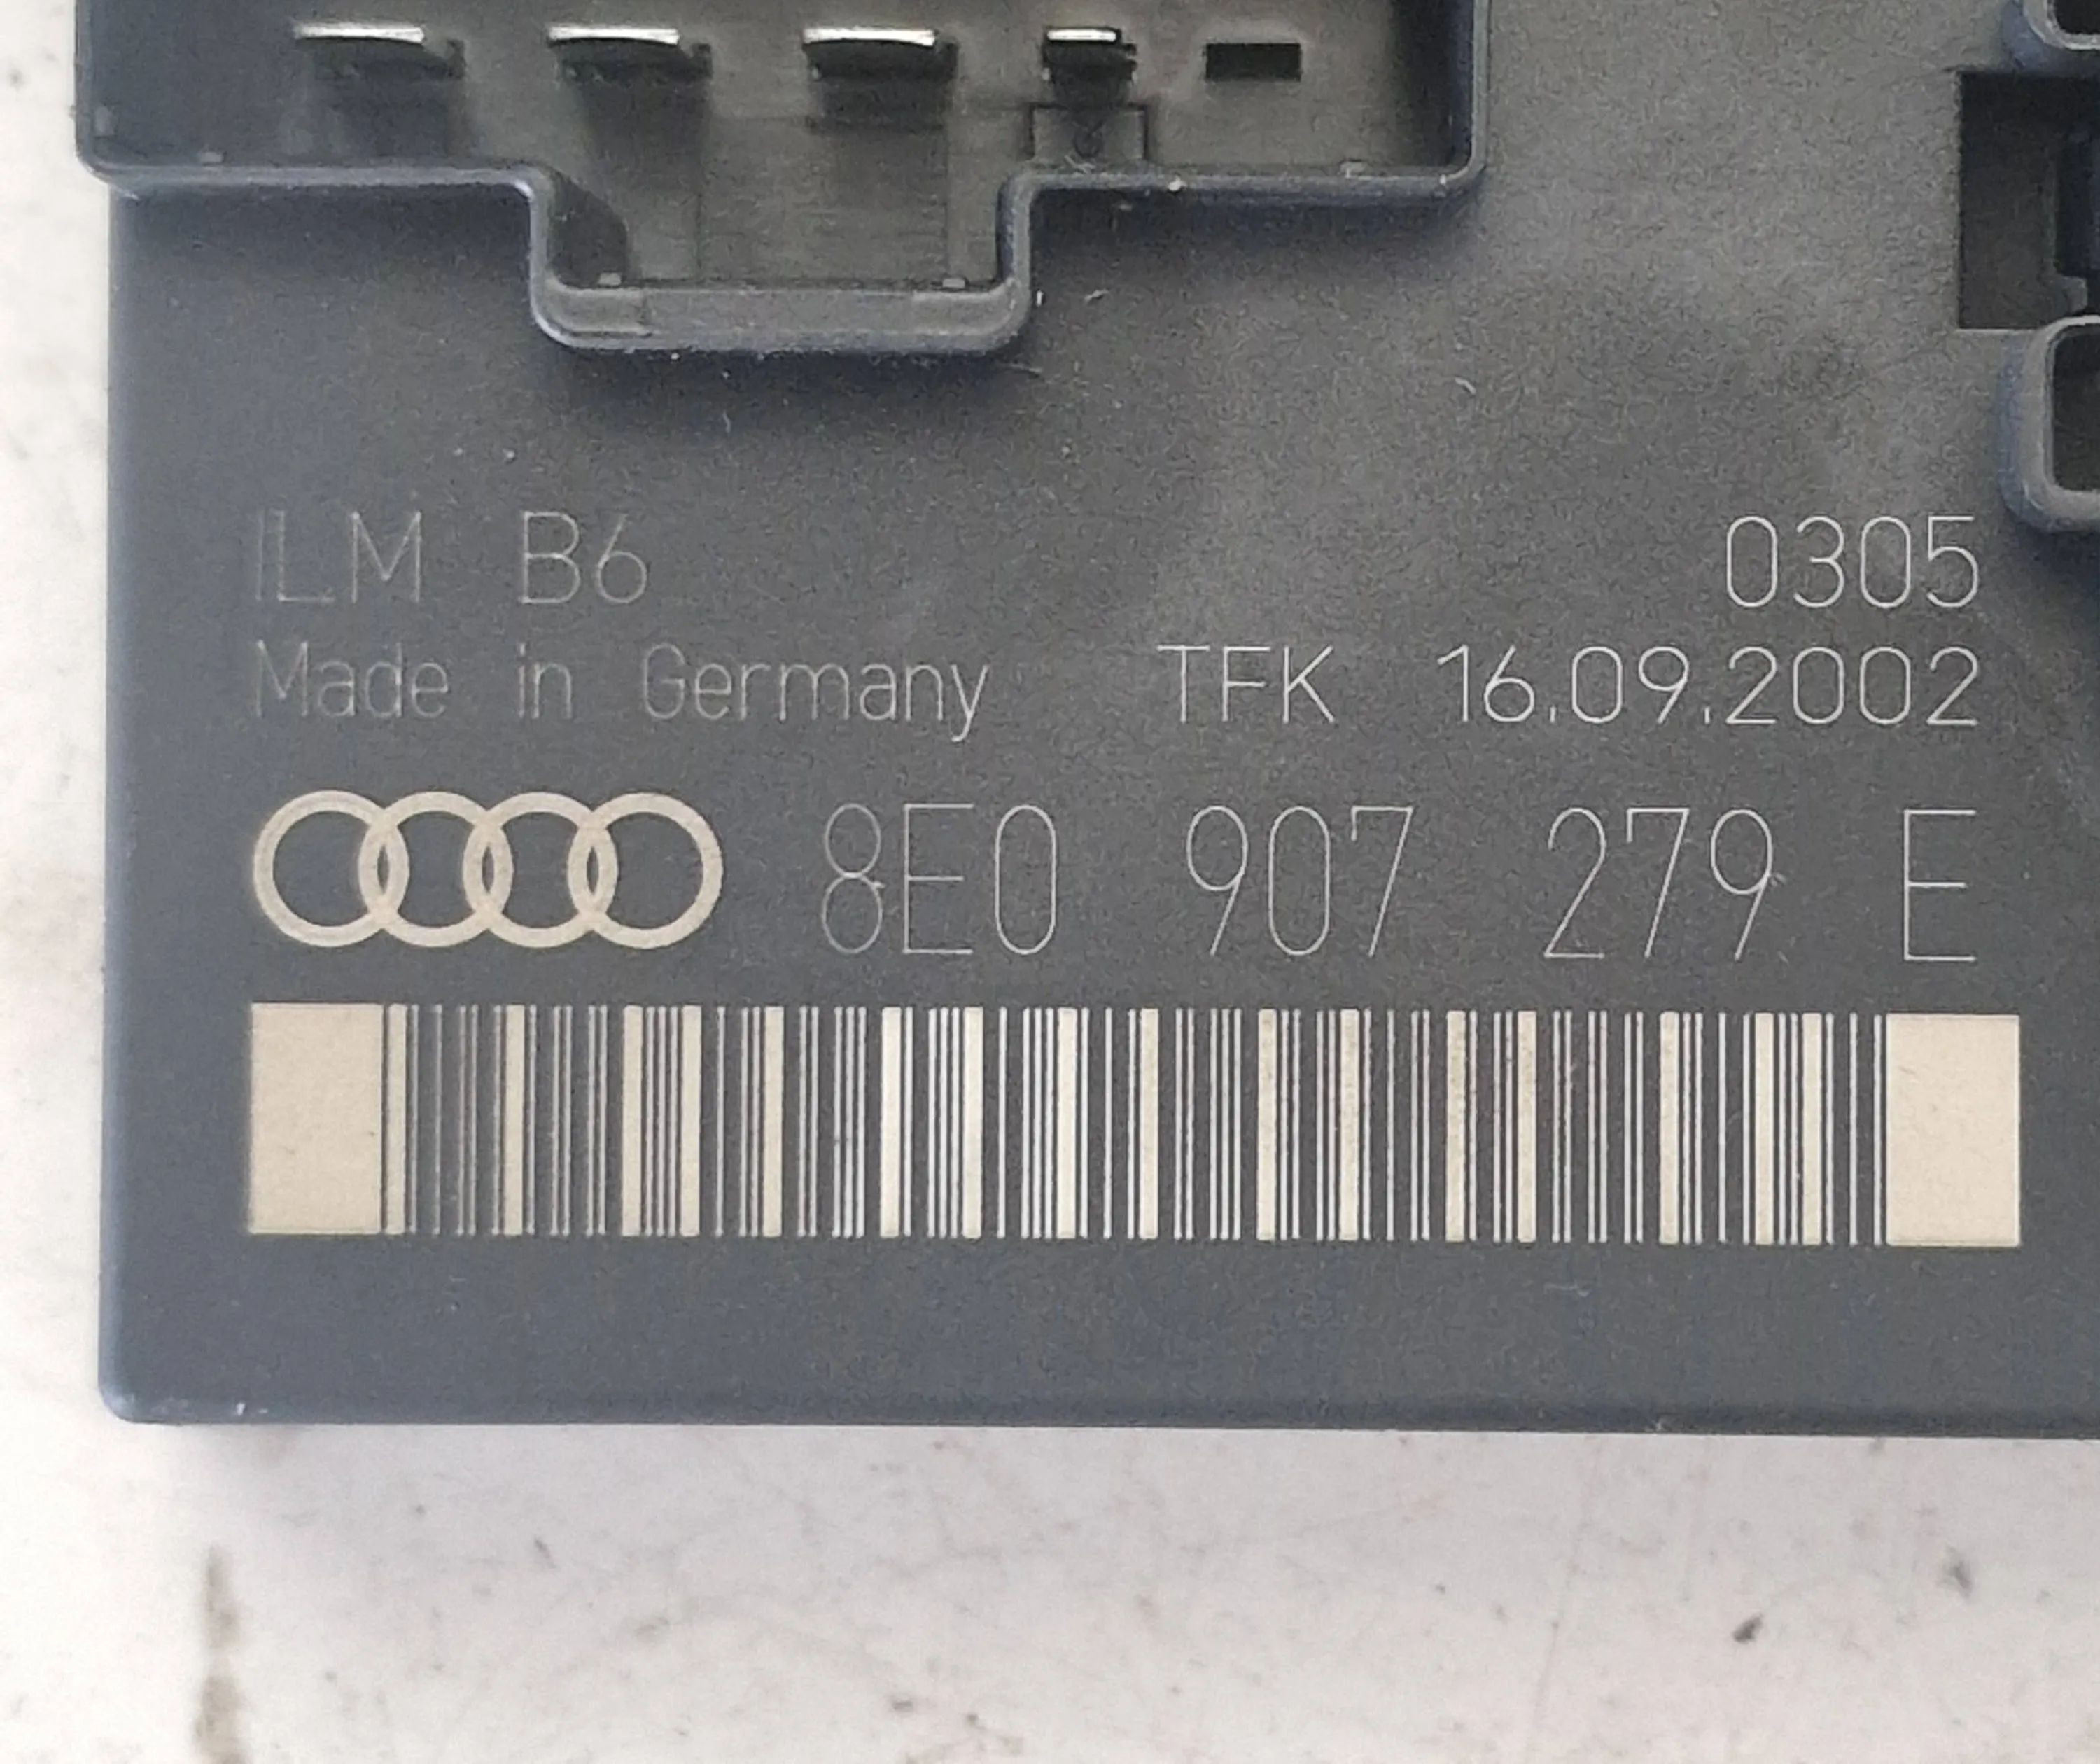 ILM B6 0305
Made in Germany TFK 16.09.2002
8E0 907 279 E